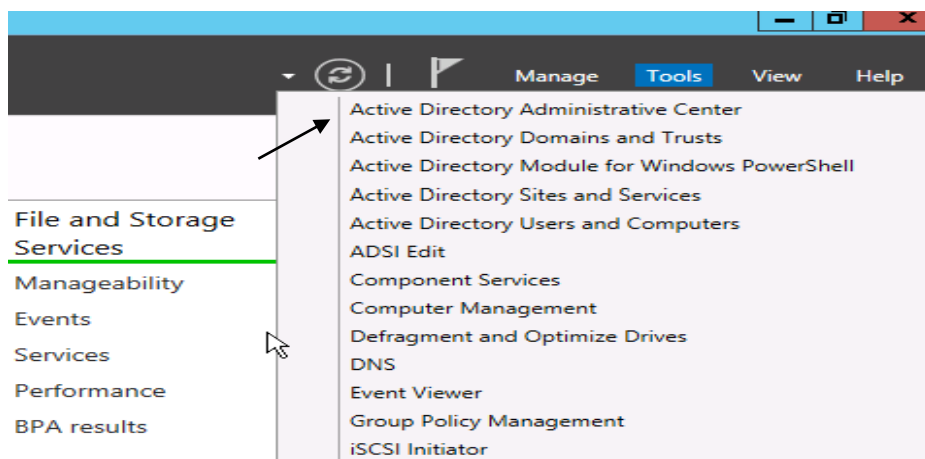 Manage Tools View Help
Active Directory Administrative Center
Active Directory Domains and Trusts
Active Directory Module for Windows PowerShell
Active Directory Sites and Services
Active Directory Users and Computers
ADSI Edit
Component Services
Computer Management
Defragment and Optimize Drives
DNS
Event Viewer
Group Policy Management
iSCSI Initiator
File and Storage
Services
Manageability
Events
Services
Performance
BPA results